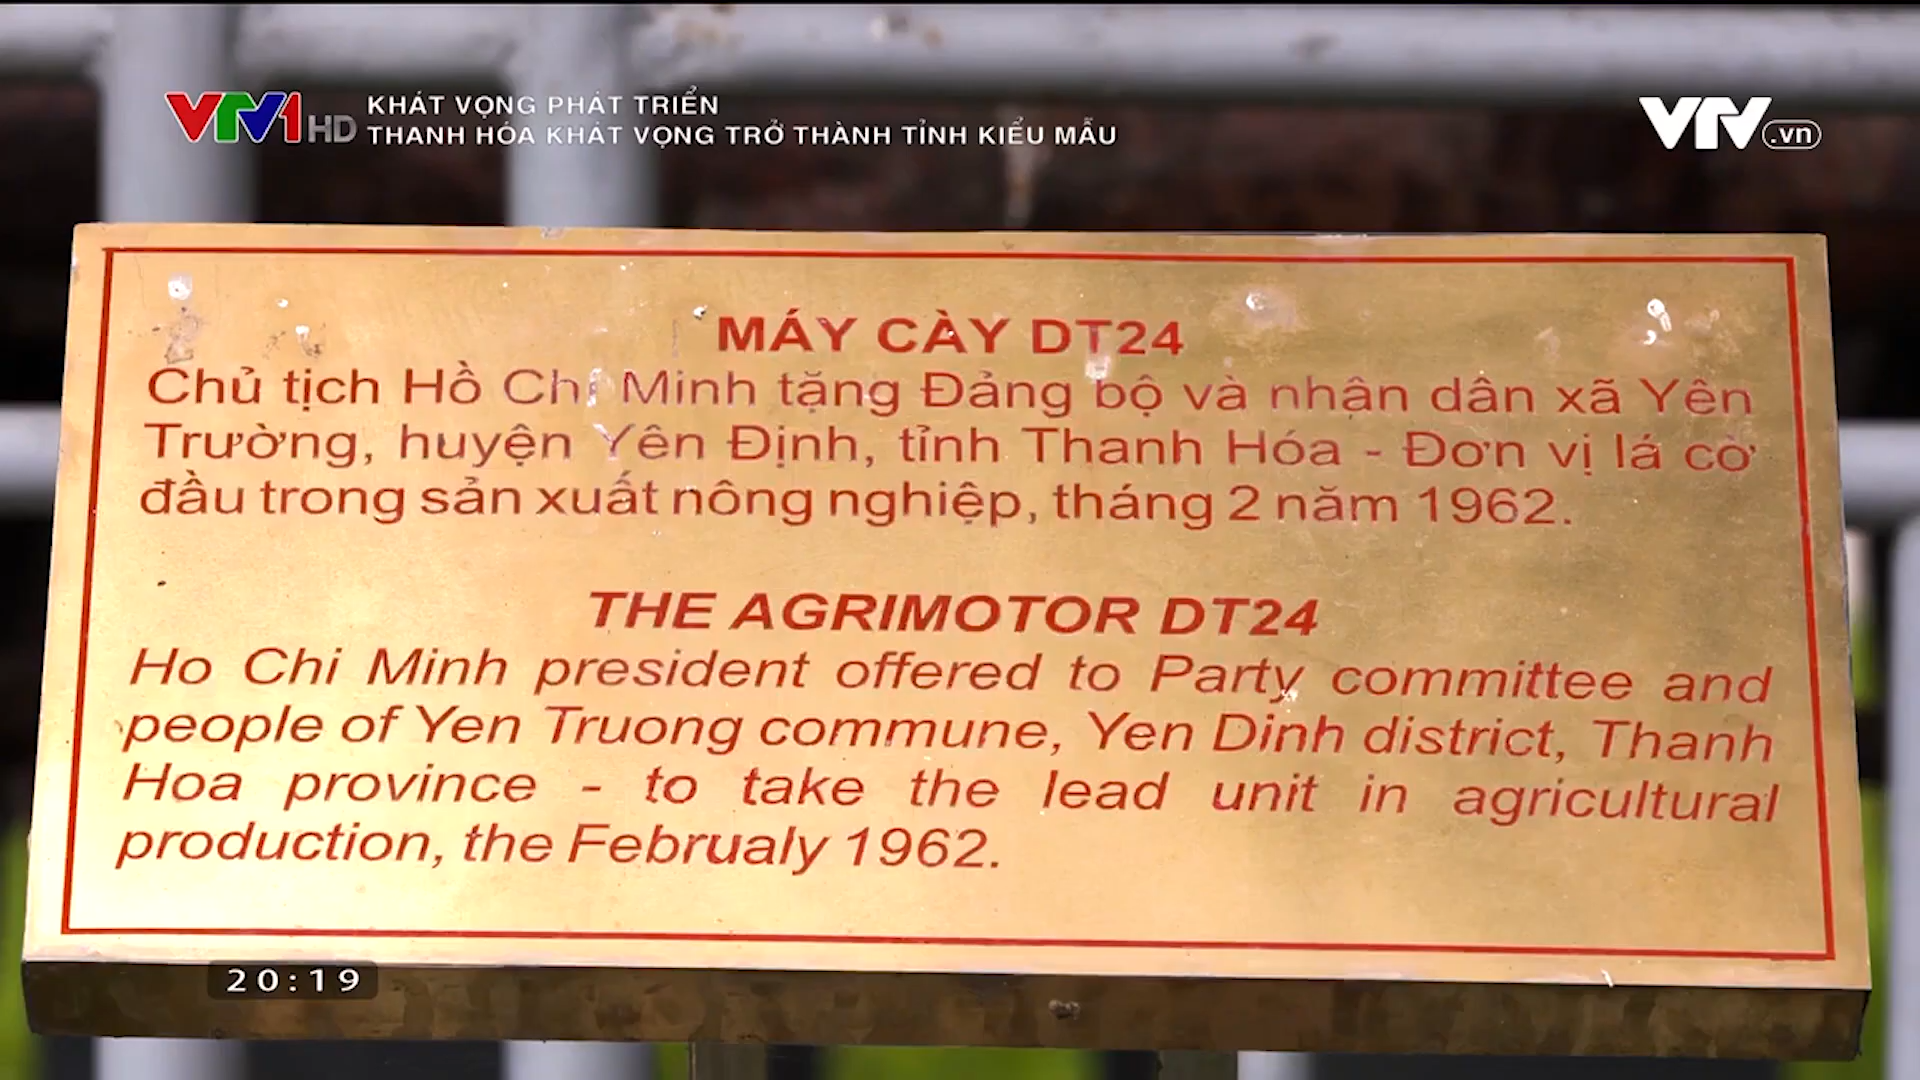 VTV1 HD
KHÁT VỌNG PHÁT TRIỂN
THANH HÓA KHÁT VỌNG TRỞ THÀNH TỈNH KIỂU MẪU
VTV.vn
MÁY CÀY DT24
Chủ tịch Hồ Chí Minh tặng Đảng bộ và nhân dân xã Yên
Trường, huyện Yên Định, tỉnh Thanh Hóa - Đơn vị lá cờ
đầu trong sản xuất nông nghiệp, tháng 2 năm 1962.
THE AGRIMOTOR DT24
Ho Chi Minh president offered to Party committee and
people of Yen Truong commune, Yen Dinh district, Thanh
Hoa province - to take the lead unit in agricultural
production, the Februaly 1962.
20:19